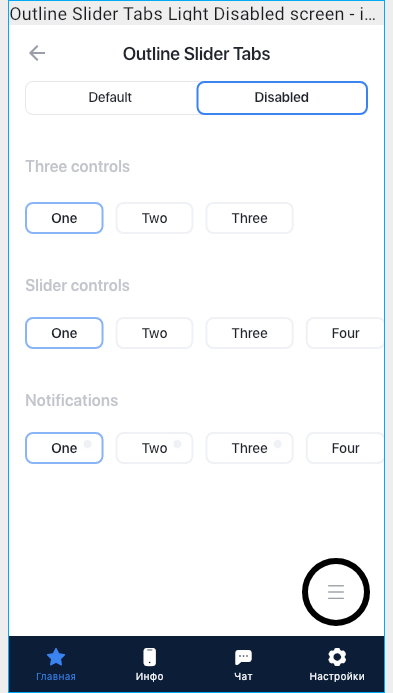 Outline Slider Tabs Light Disabled screen - i...
Outline Slider Tabs
Default Disabled
Three controls
One Two Three
Slider controls
One Two Three Four
Notifications
One Two Three Four
Главная Инфо Чат Настройки